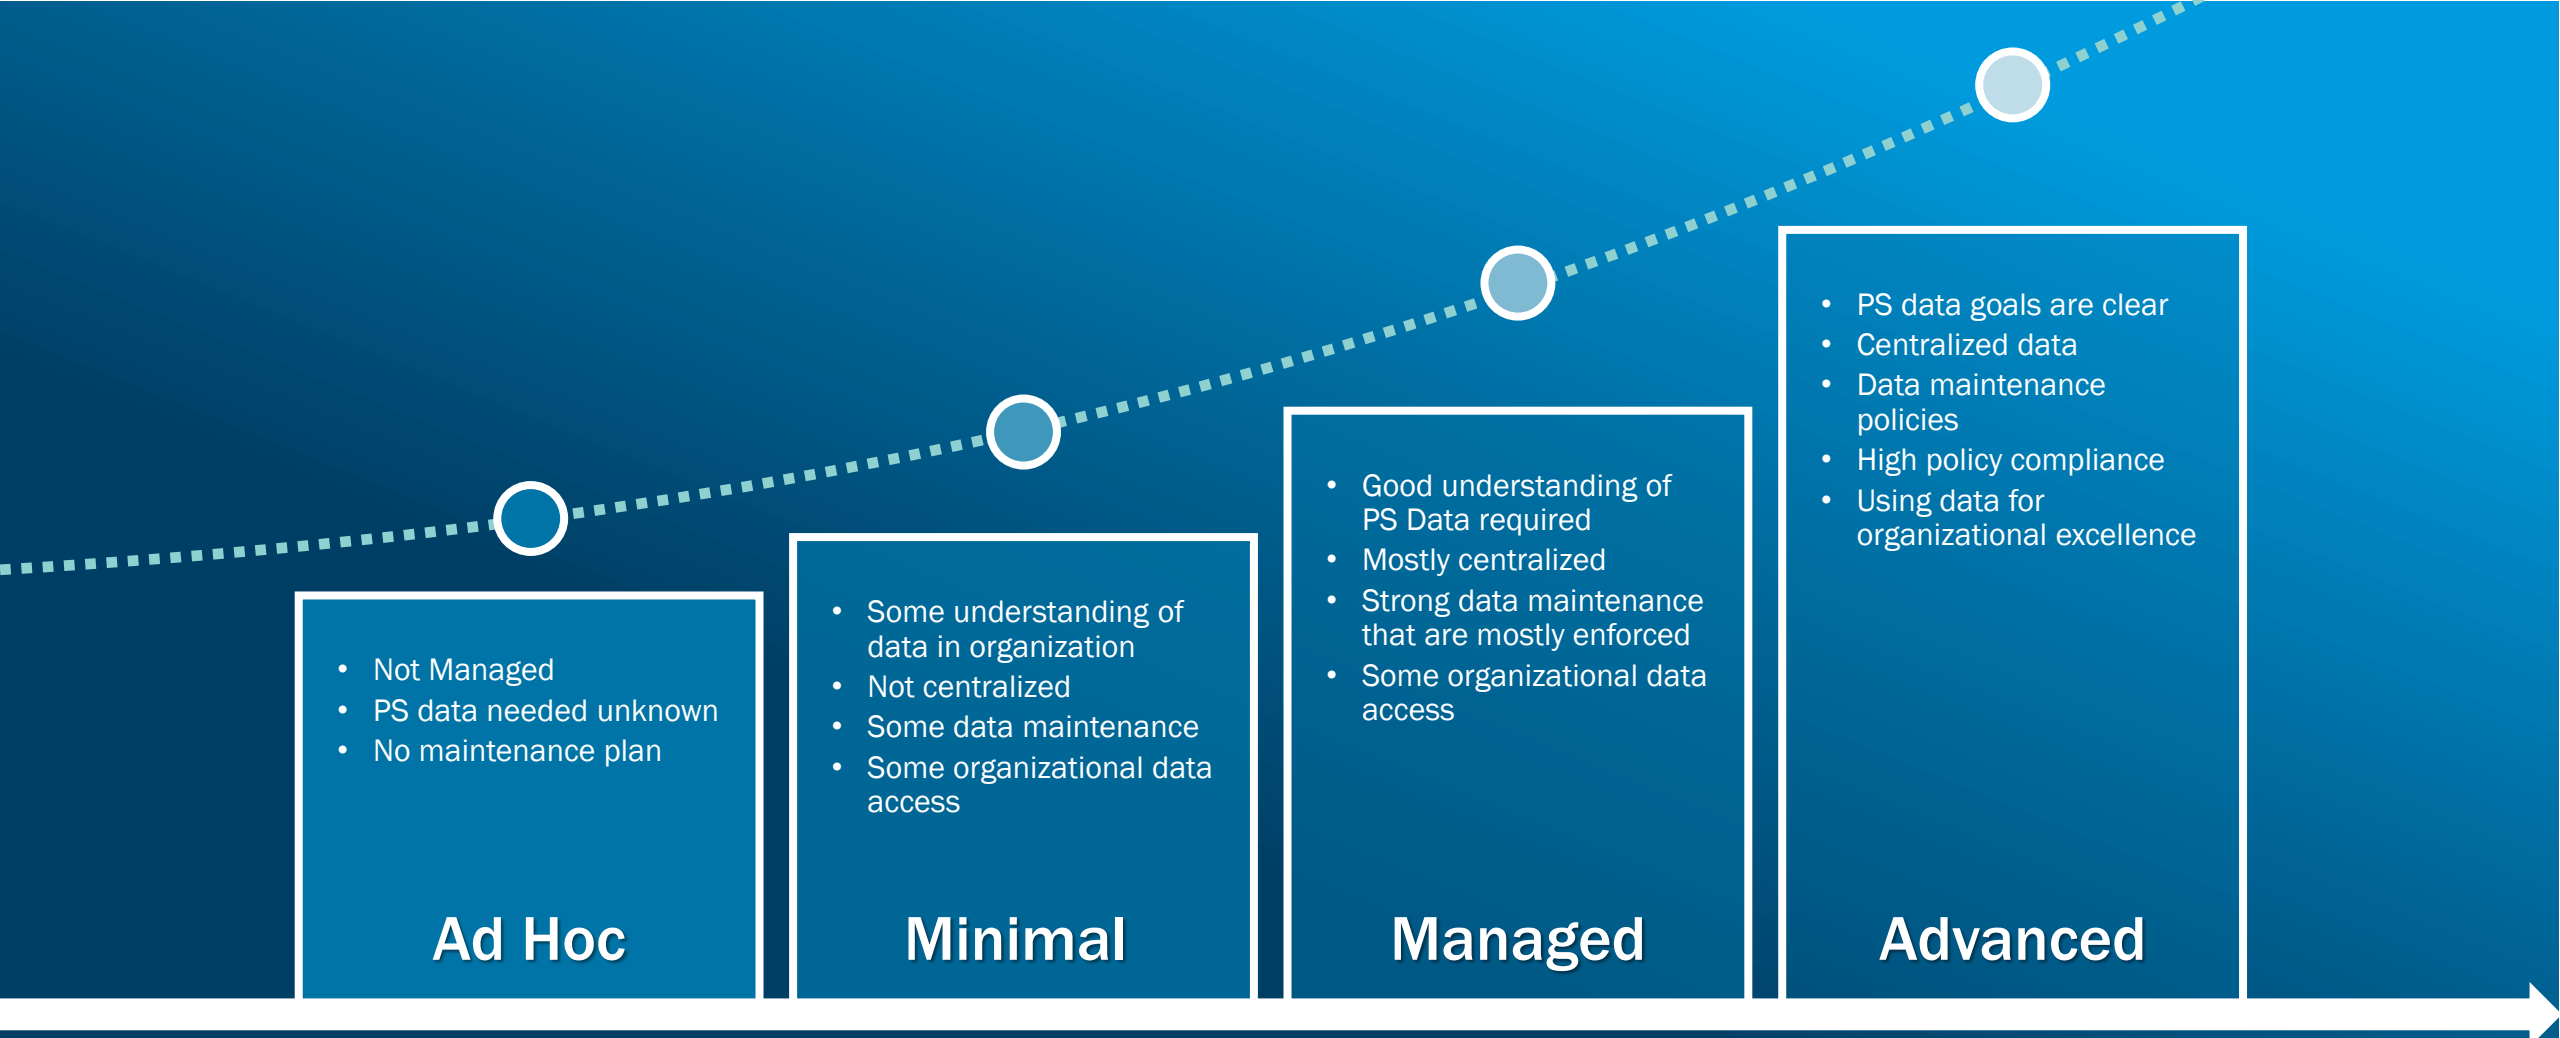 • Not Managed
• PS data needed unknown
• No maintenance plan
Ad Hoc
• Some understanding of
data in organization
• Not centralized
• Some data maintenance
• Some organizational data
access
Minimal
• Good understanding of
PS Data required
• Mostly centralized
• Strong data maintenance
that are mostly enforced
• Some organizational data
access
Managed
• PS data goals are clear
• Centralized data
• Data maintenance
policies
• High policy compliance
• Using data for
organizational excellence
Advanced